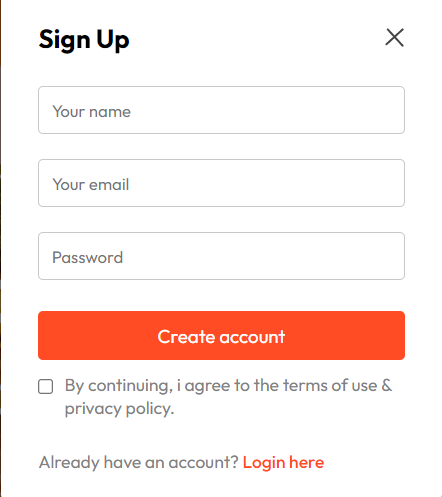 Sign Up
Your name
Your email
Password
Create account
By continuing, i agree to the terms of use &
privacy policy.
Already have an account? Login here